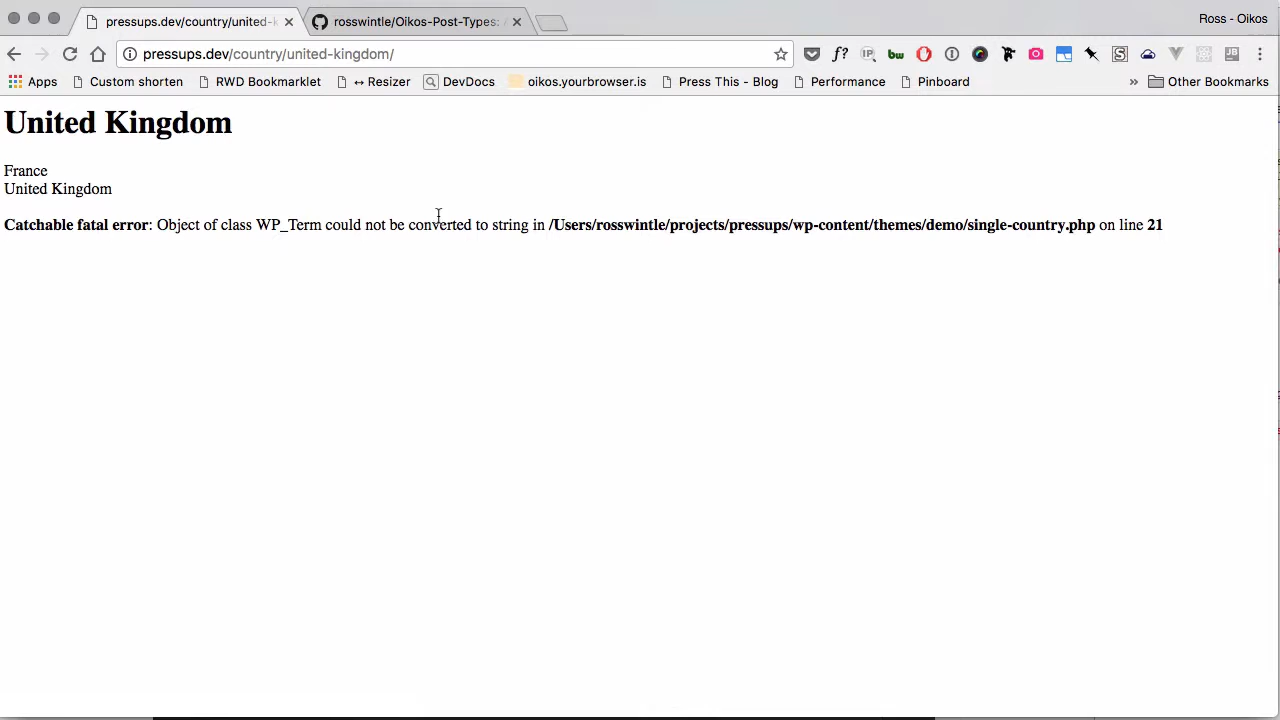 pressups.dev/country/united-k
rosswintle/Oikos-Post-Types: A
Ross - Oikos
pressups.dev/country/united-kingdom/
f?
IP
bw
JB
Apps
Custom shorten
RWD Bookmarklet
↔ Resizer
DevDocs
oikos.yourbrowser.is
Press This - Blog
Performance
Pinboard
»
Other Bookmarks
United Kingdom
France
United Kingdom
Catchable fatal error: Object of class WP_Term could not be converted to string in /Users/rosswintle/projects/pressups/wp-content/themes/demo/single-country.php on line 21